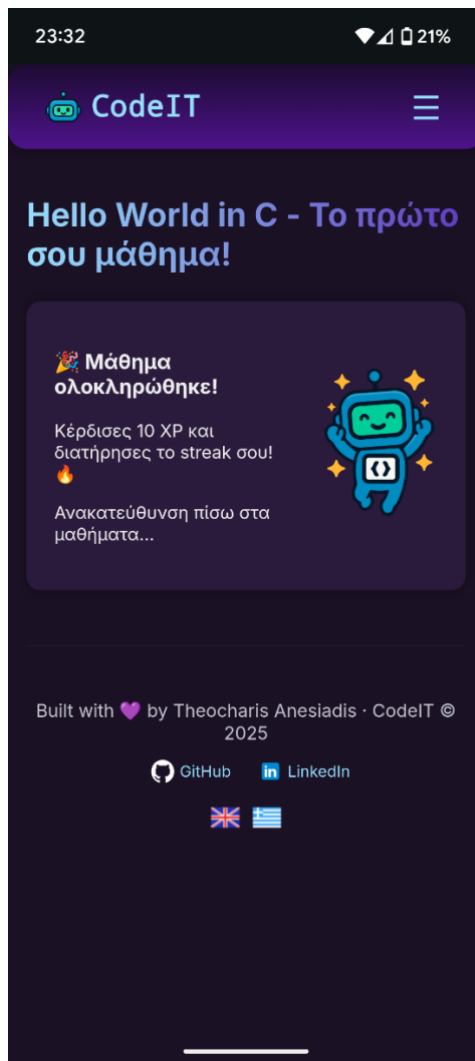 23:32
21%
CodeIT
Hello World in C - Το πρώτο
σου μάθημα!
🎉 Μάθημα
ολοκληρώθηκε!
Κέρδισες 10 XP και
διατήρησες το streak σου!
🔥
Ανακατεύθυνση πίσω στα
μαθήματα...
Built with 💜 by Theocharis Anesiadis · CodeIT ©
2025
GitHub
LinkedIn